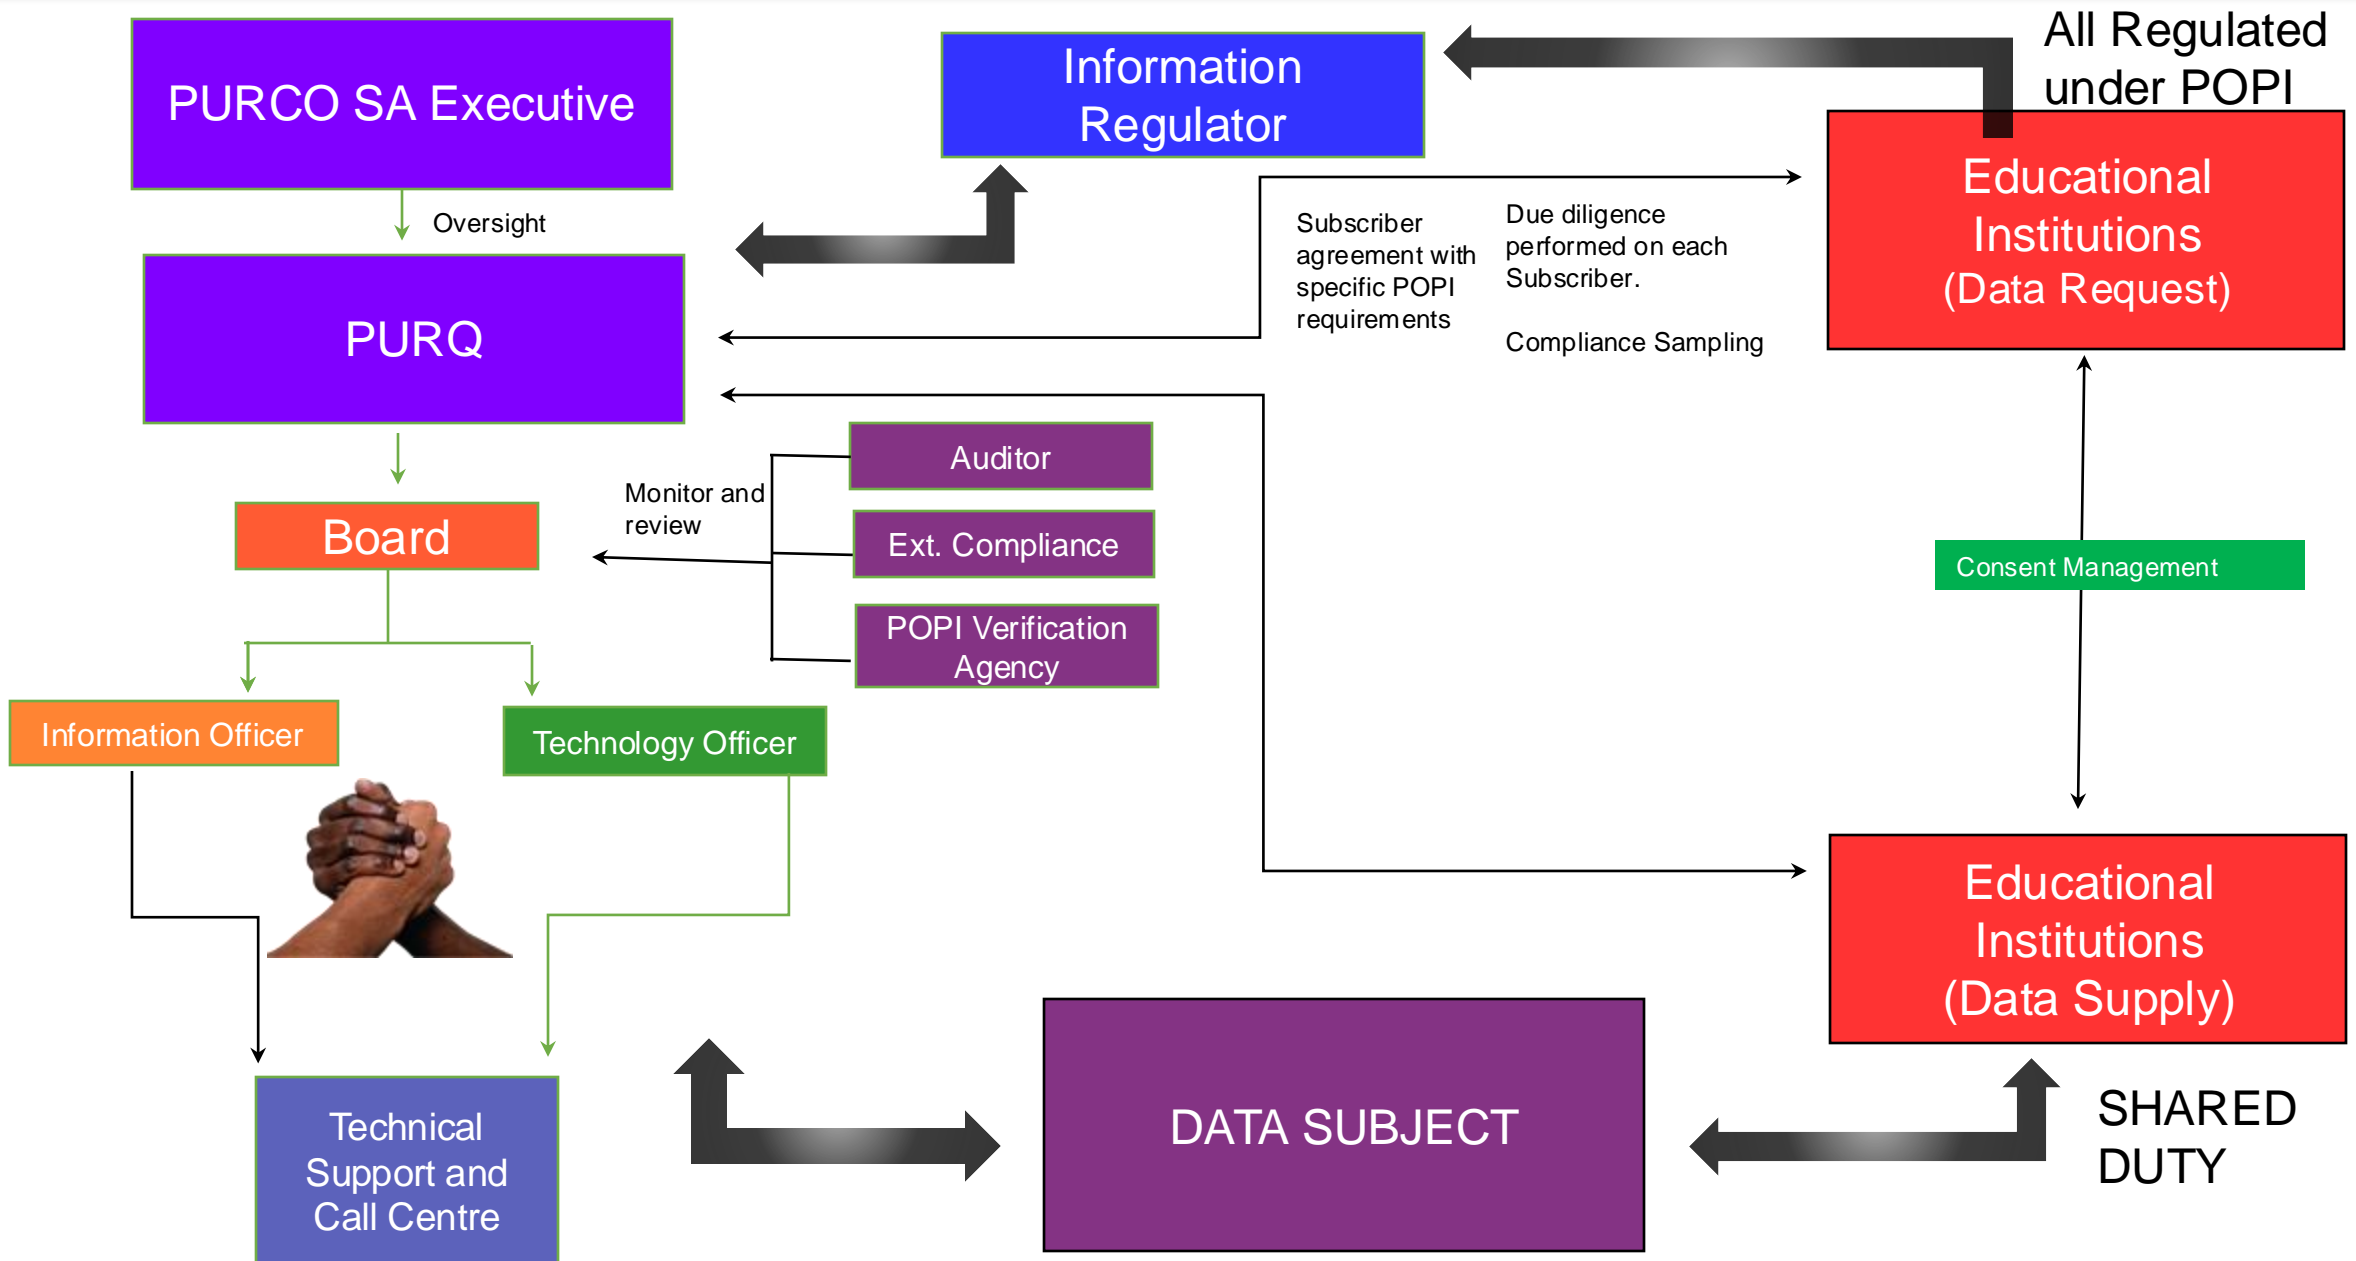 PURCO SA Executive
Information
Regulator
All Regulated
under POPI
Oversight
PURQ
Subscriber
agreement with
specific POPI
requirements
Due diligence
performed on each
Subscriber.
Compliance Sampling
Educational
Institutions
(Data Request)
Auditor
Monitor and
review
Board
Ext. Compliance
POPI Verification
Agency
Consent Management
Information Officer
Technology Officer
Educational
Institutions
(Data Supply)
Technical
Support and
Call Centre
DATA SUBJECT
SHARED
DUTY